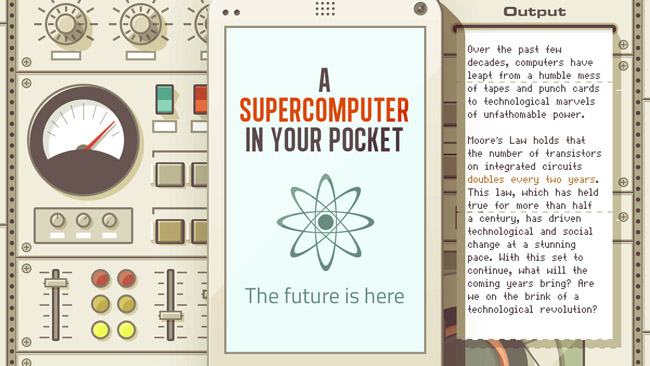 A
SUPERCOMPUTER
IN YOUR POCKET
The future is here
Output
Over the past few
decades, computers have
leapt from a humble mess
of tapes and punch cards
to technological marvels
of unfathomable power.
Moore's Law holds that
the number of transistors
on integrated circuits
doubles every two years.
This law, which has held
true for more than half
a century, has driven
technological and social
change at a stunning
pace. With this set to
continue, what will the
coming years bring? Are
we on the brink of a
technological revolution?